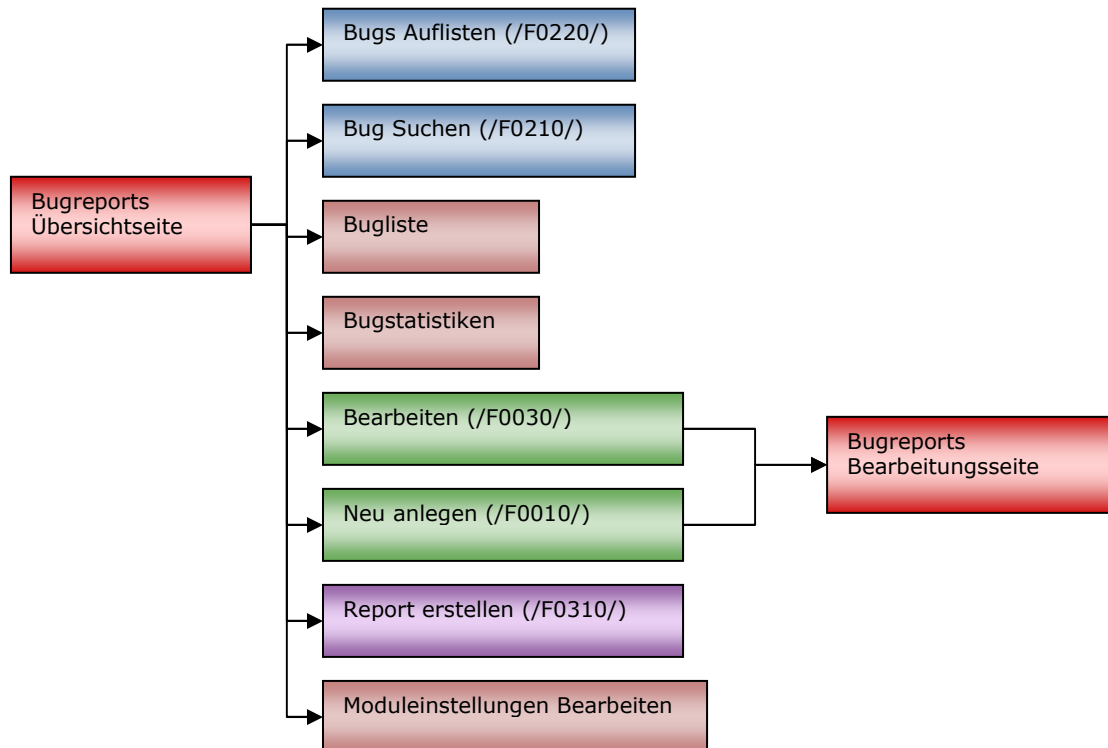 Bugs Auflisten (/F0220/)
Bug Suchen (/F0210/)
Bugreports
Übersichtseite
Bugliste
Bugstatistiken
Bearbeiten (/F0030/)
Bugreports
Bearbeitungsseite
Neu anlegen (/F0010/)
Report erstellen (/F0310/)
Moduleinstellungen Bearbeiten